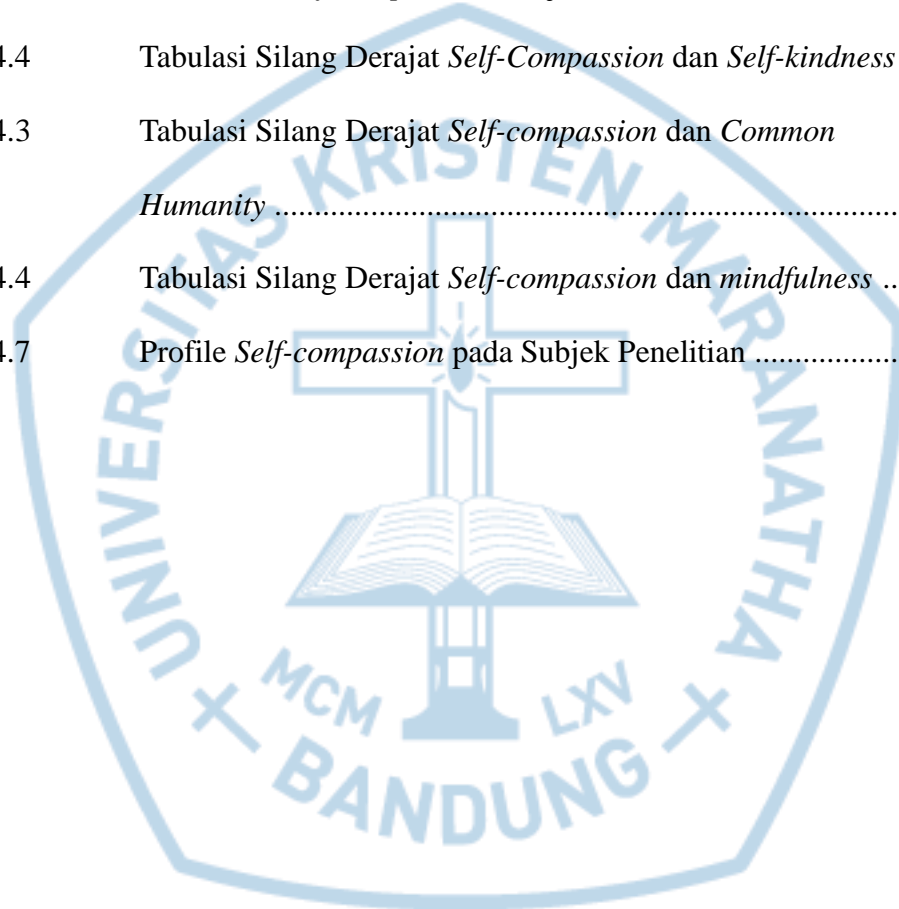 4.4 Tabulasi Silang Derajat Self-Compassion dan Self-kindness
4.3 Tabulasi Silang Derajat Self-compassion dan Common
Humanity ..............................................................................
4.4 Tabulasi Silang Derajat Self-compassion dan mindfulness ..
4.7 Profile Self-compassion pada Subjek Penelitian ..................
UNIVERSITAS KRISTEN MARANATHA
MCM LXV
BANDUNG